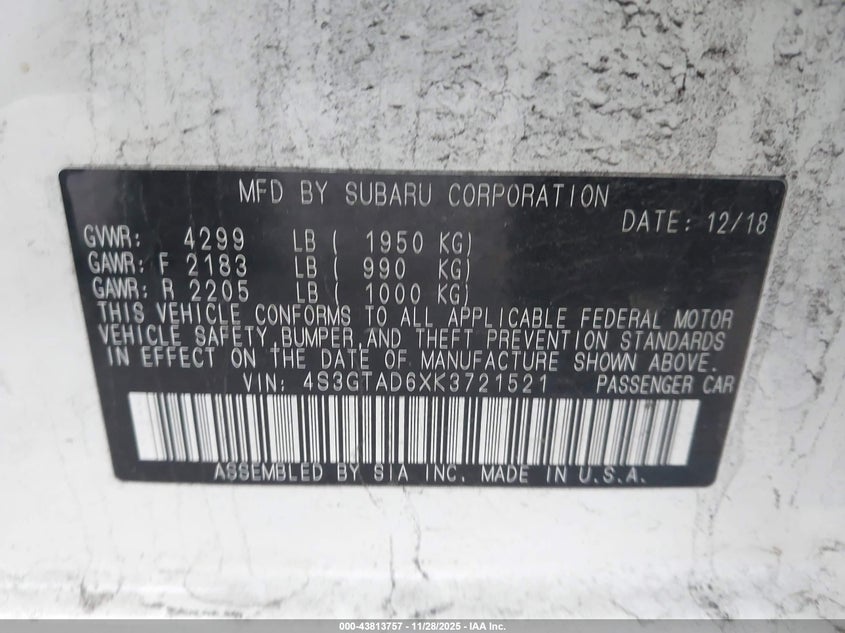 MFD BY SUBARU CORPORATION
DATE: 12/18
GVWR: 4299 LB ( 1950 KG)
GAWR: F 2183 LB ( 990 KG)
GAWR: R 2205 LB ( 1000 KG)
THIS VEHICLE CONFORMS TO ALL APPLICABLE FEDERAL MOTOR
VEHICLE SAFETY,BUMPER,AND THEFT PREVENTION STANDARDS
IN EFFECT ON THE DATE OF MANUFACTURE SHOWN ABOVE.
VIN: 4S3GTAD6XK3721521 PASSENGER CAR
ASSEMBLED BY SIA INC. MADE IN U.S.A.
000-43813757 - 11/28/2025 - IAA Inc.